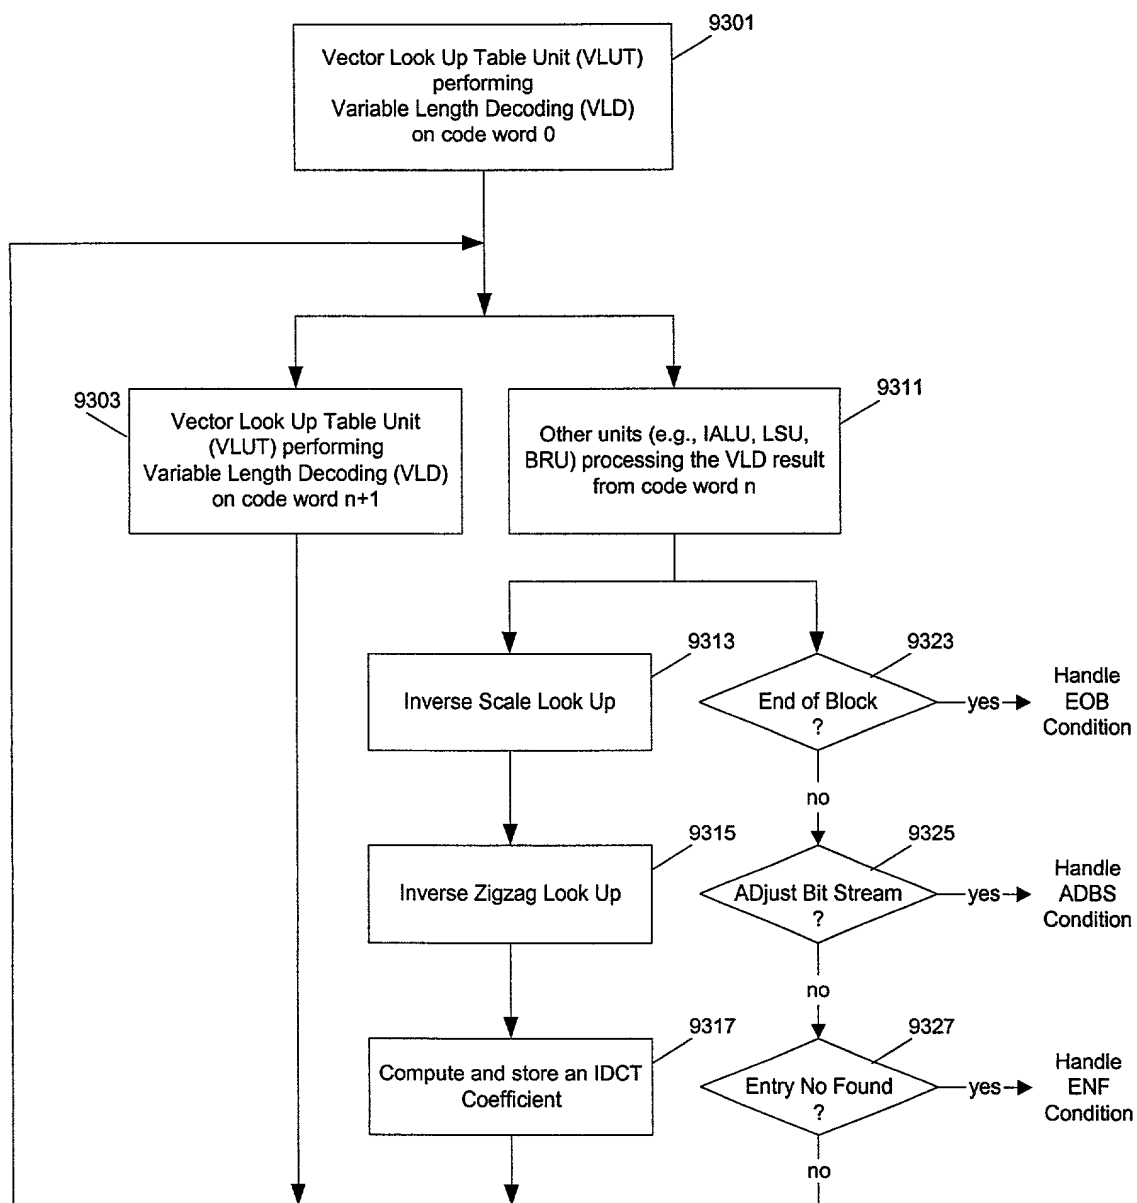 9301
Vector Look Up Table Unit (VLUT)
performing
Variable Length Decoding (VLD)
on code word 0
9303
Vector Look Up Table Unit
(VLUT) performing
Variable Length Decoding (VLD)
on code word n+1
9311
Other units (e.g., IALU, LSU,
BRU) processing the VLD result
from code word n
9313
Inverse Scale Look Up
9323
End of Block
?
yes
Handle
EOB
Condition
no
9315
Inverse Zigzag Look Up
9325
ADjust Bit Stream
?
yes
Handle
ADBS
Condition
no
9317
Compute and store an IDCT
Coefficient
9327
Entry No Found
?
yes
Handle
ENF
Condition
no